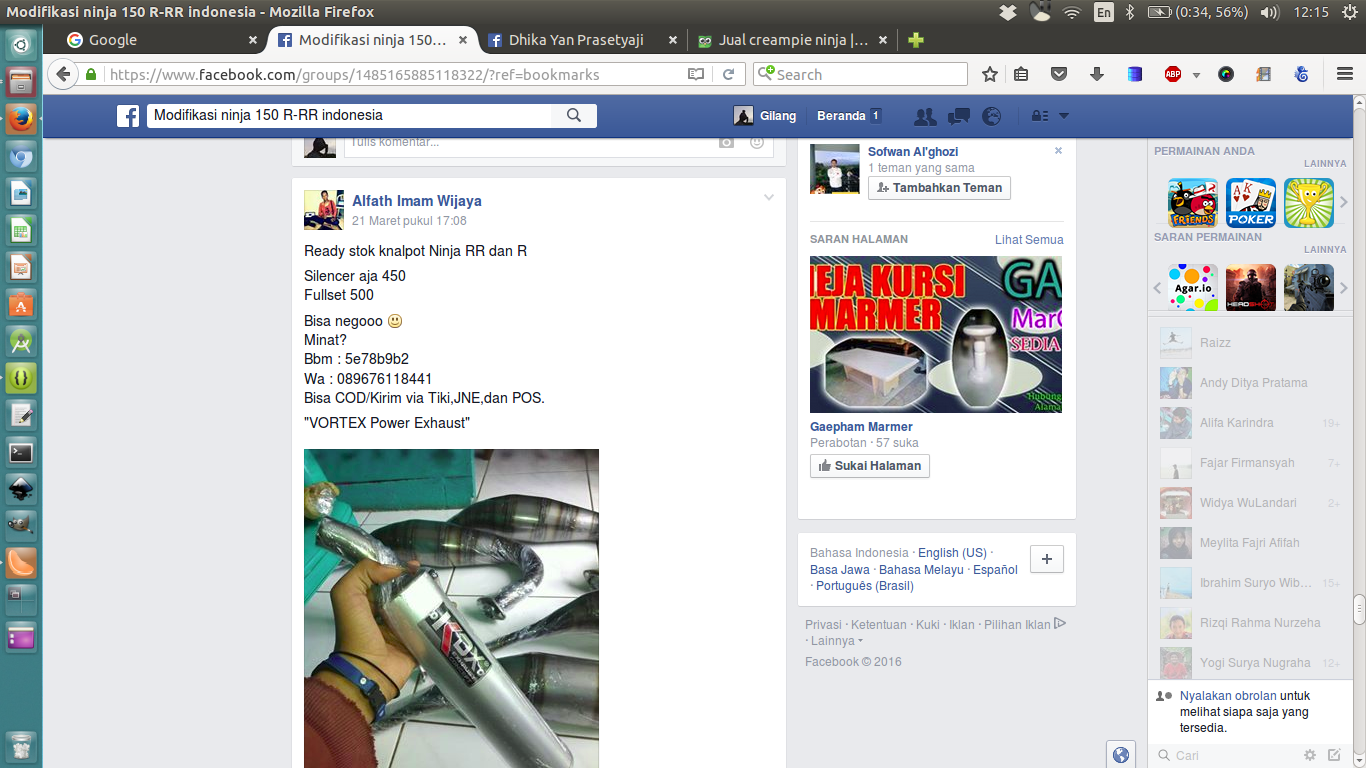 Modifikasi ninja 150 R-RR indonesia - Mozilla Firefox
En
(0:34, 56%)
12:15
Google
Modifikasi ninja 150...
Dhika Yan Prasetyaji
Jual creampie ninja |...
https://www.facebook.com/groups/1485165885118322/?ref=bookmarks
Search
ABP
Modifikasi ninja 150 R-RR indonesia
Gilang
Beranda 1
Tulis komentar...
Alfath Imam Wijaya
21 Maret pukul 17:08
Ready stok knalpot Ninja RR dan R
Silencer aja 450
Fullset 500
Bisa negooo
Minat?
Bbm : 5e78b9b2
Wa : 089676118441
Bisa COD/Kirim via Tiki,JNE,dan POS.
"VORTEX Power Exhaust"
Sofwan Al'ghozi
1 teman yang sama
Tambahkan Teman
SARAN HALAMAN
Lihat Semua
MEJA KURSI
MARMER
GA
Mar
SEDIA
Hubung
Alama
Gaepham Marmer
Perabotan · 57 suka
Sukai Halaman
Bahasa Indonesia · English (US) ·
Basa Jawa · Bahasa Melayu · Español
· Português (Brasil)
Privasi · Ketentuan · Kuki · Iklan · Pilihan Iklan
· Lainnya
Facebook © 2016
PERMAINAN ANDA
LAINNYA
FRIENDS
A K
POKER
SARAN PERMAINAN
LAINNYA
Agar.io
HEADSHOT
Raizz
Andy Ditya Pratama
Alifa Karindra 19+
Fajar Firmansyah 7+
Widya WuLandari 2+
Meylita Fajri Afifah
Ibrahim Suryo Wib... 15+
Rizqi Rahma Nurzeha
Yogi Surya Nugraha 12+
Nyalakan obrolan untuk
melihat siapa saja yang
tersedia.
Cari